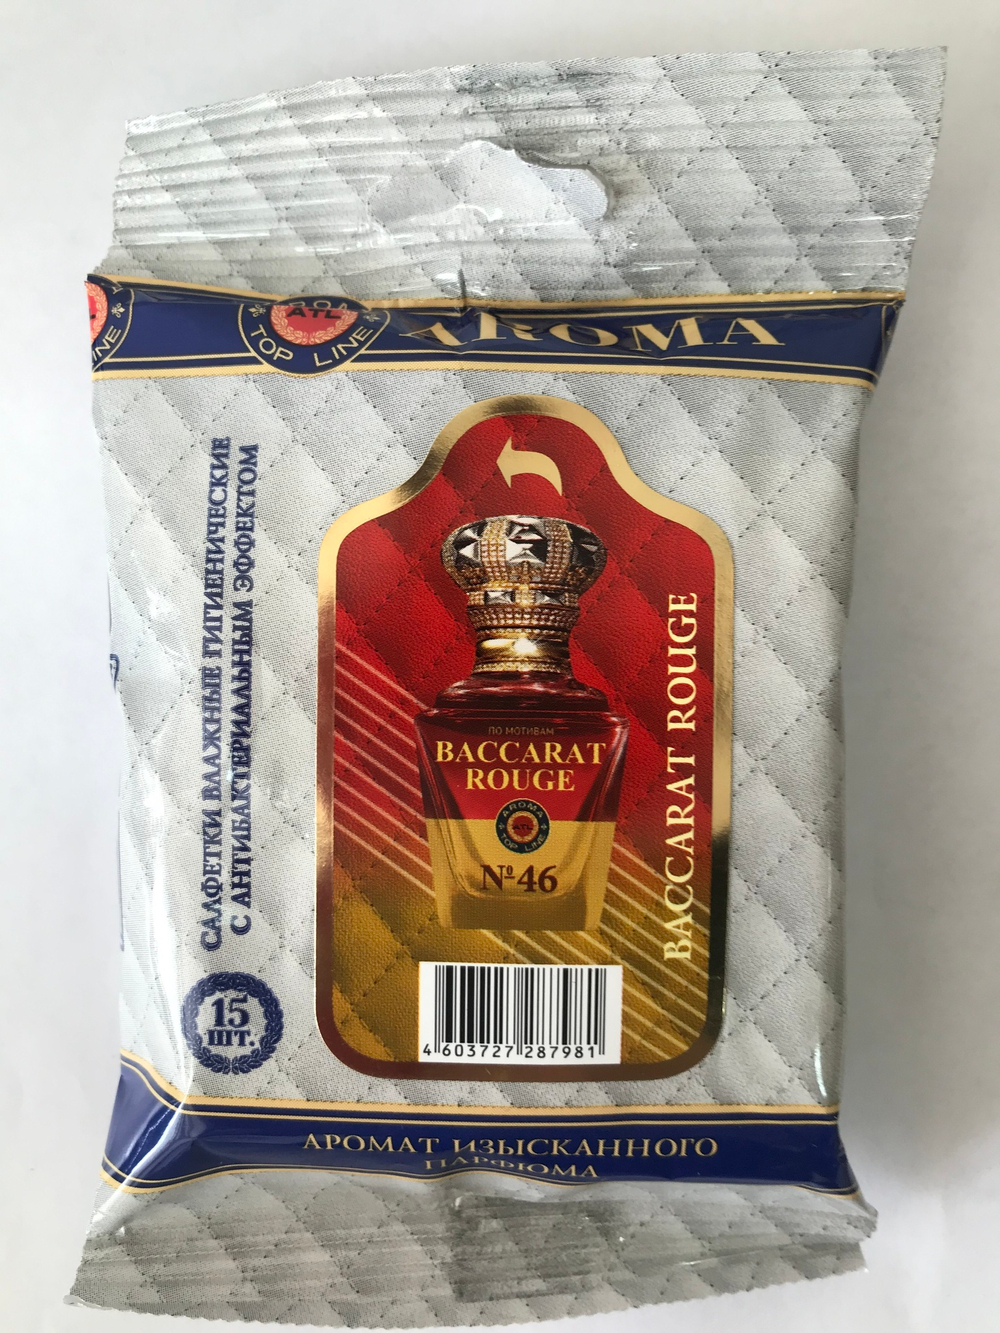 AROMA
ATL
TOP LINE
AROMA
САЛФЕТКИ ВЛАЖНЫЕ ГИГИЕНИЧЕСКИЕ
С АНТИБАКТЕРИАЛЬНЫМ ЭФФЕКТОМ
15
ШТ.
ПО МОТИВАМ
BACCARAT
ROUGE
AROMA
ATL
TOP LINE
№46
BACCARAT ROUGE
4 603727 287981
АРОМАТ ИЗЫСКАННОГО
ПАРФЮМА